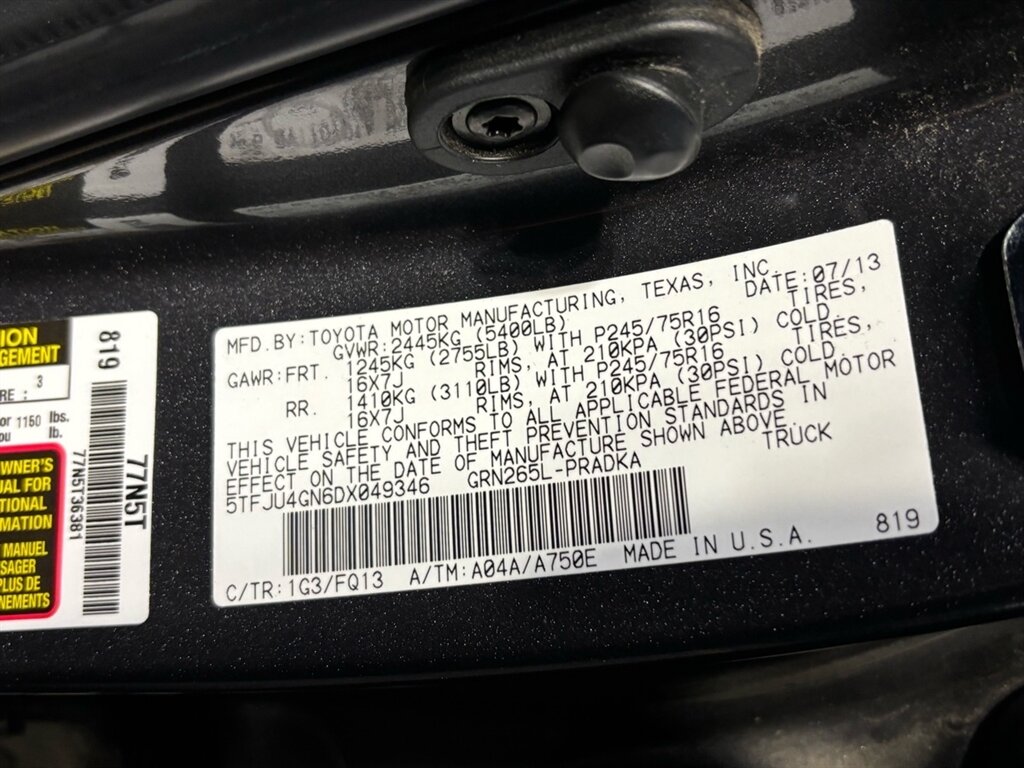 MFD.BY:TOYOTA MOTOR MANUFACTURING, TEXAS, INC. DATE:07/13
GVWR:2445KG (5400LB)
GAWR:FRT. 1245KG (2755LB) WITH P245/75R16 TIRES,
16X7J RIMS, AT 210KPA (30PSI) COLD.
RR. 1410KG (3110LB) WITH P245/75R16 TIRES,
16X7J RIMS, AT 210KPA (30PSI) COLD.
THIS VEHICLE CONFORMS TO ALL APPLICABLE FEDERAL MOTOR
VEHICLE SAFETY AND THEFT PREVENTION STANDARDS IN
EFFECT ON THE DATE OF MANUFACTURE SHOWN ABOVE.
5TFJU4GN6DX049346 GRN265L-PRADKA TRUCK
C/TR:1G3/FQ13 A/TM:A04A/A750E MADE IN U.S.A. 819
ION
GEMENT
RE : 3
or 1150 lbs.
ou lb.
OWNER'S
UAL FOR
TIONAL
MATION
MANUEL
SAGER
PLUS DE
NEMENTS
819
77N5T
77N5T36381